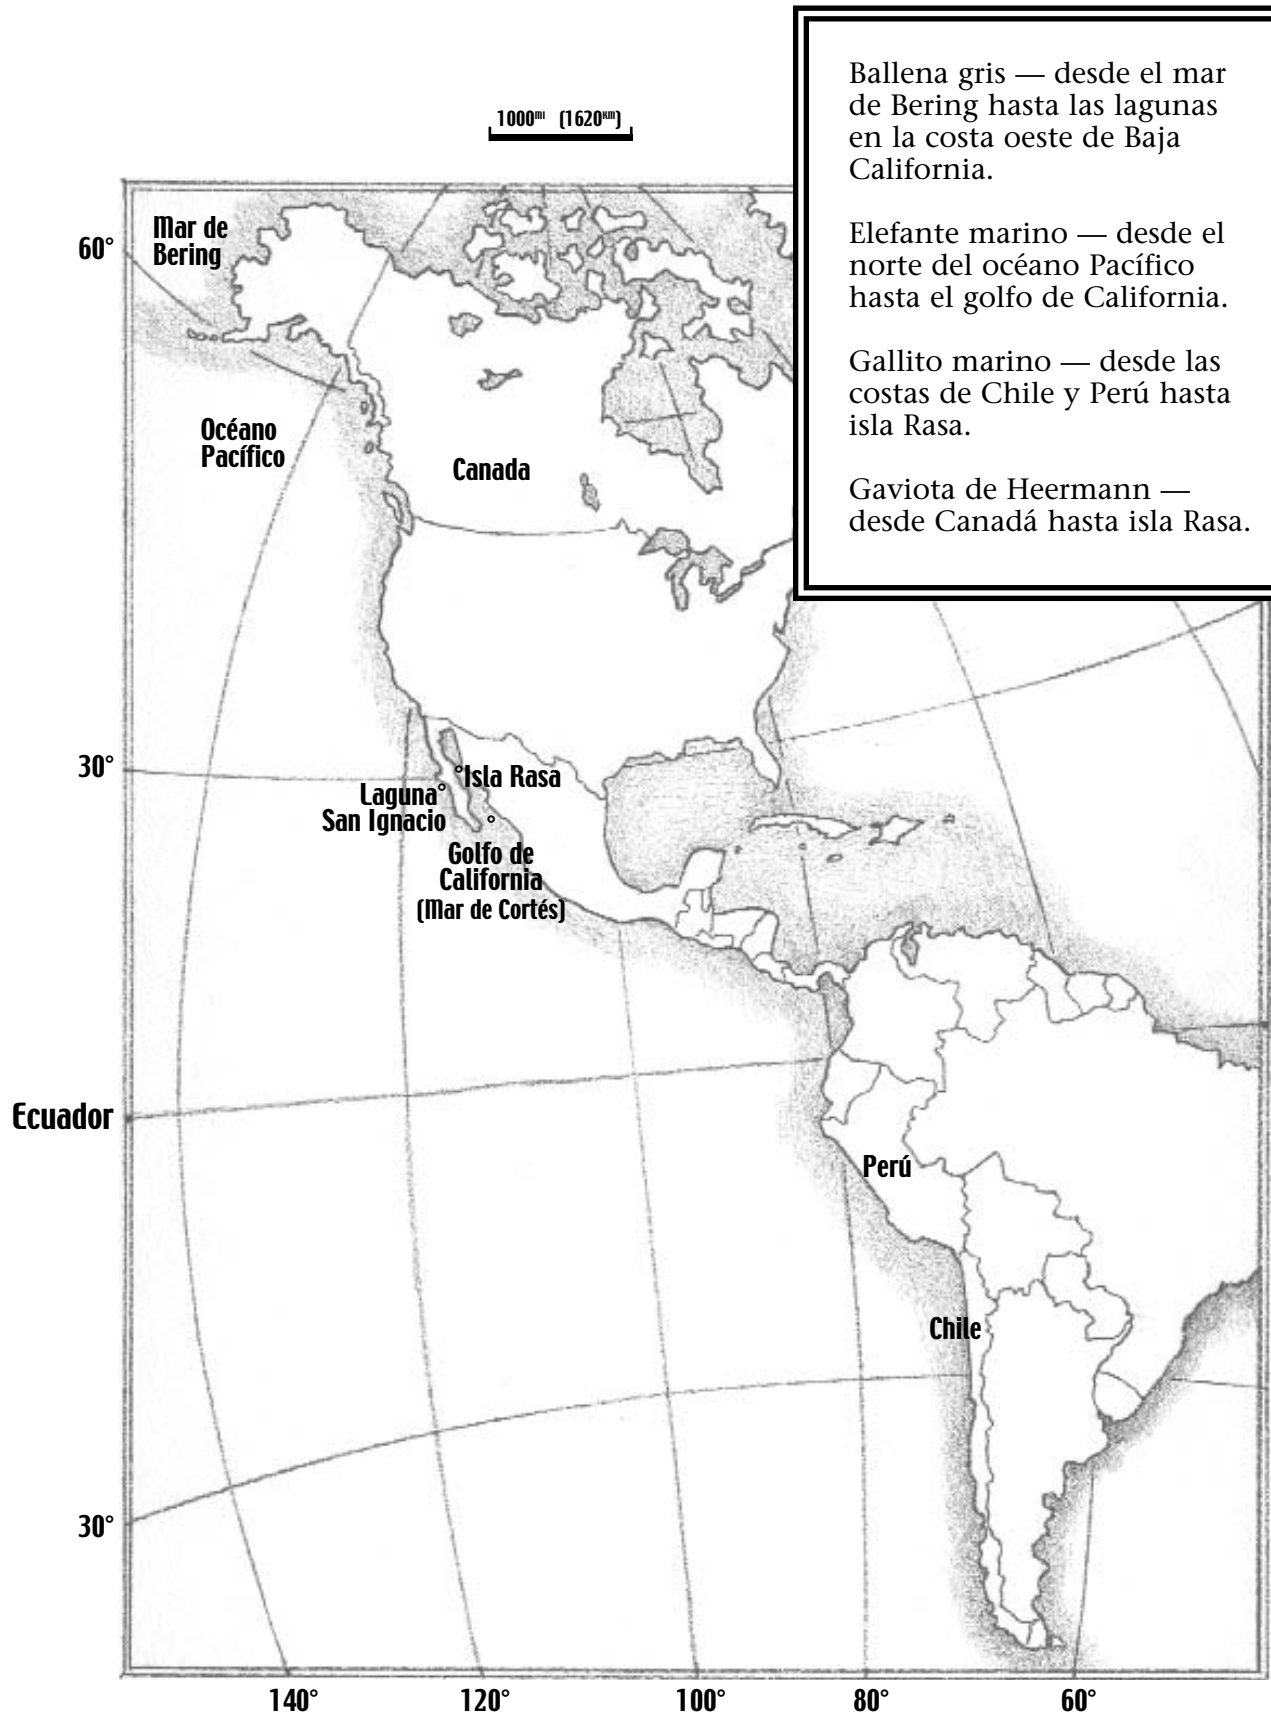 Ballena gris — desde el mar
de Bering hasta las lagunas
en la costa oeste de Baja
California.
Elefante marino — desde el
norte del océano Pacífico
hasta el golfo de California.
Gallito marino — desde las
costas de Chile y Perú hasta
isla Rasa.
Gaviota de Heermann —
desde Canadá hasta isla Rasa.
1000mi (1620km)
60°
Mar de
Bering
Océano
Pacífico
Canada
30°
Isla Rasa
Laguna
San Ignacio
Golfo de
California
(Mar de Cortés)
Ecuador
Perú
Chile
30°
140°
120°
100°
80°
60°